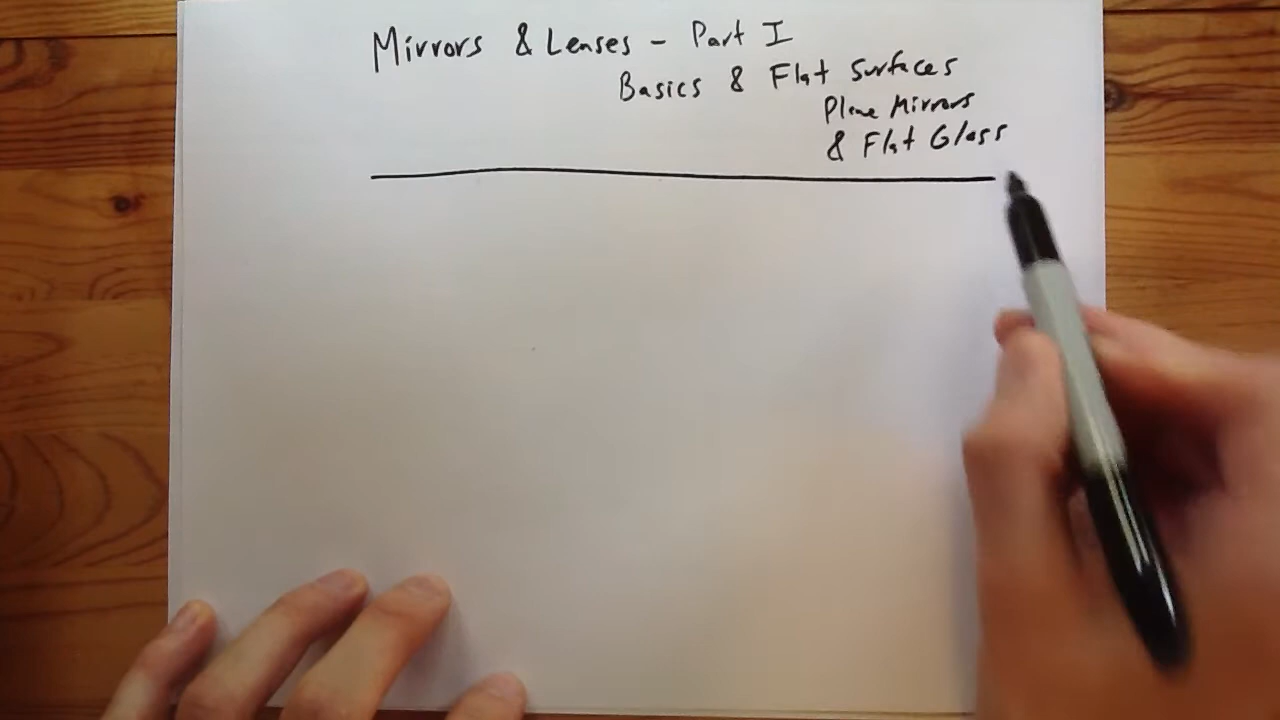 Mirrors & Lenses - Part I
Basics & Flat Surfaces
Plane Mirrors
& Flat Glass